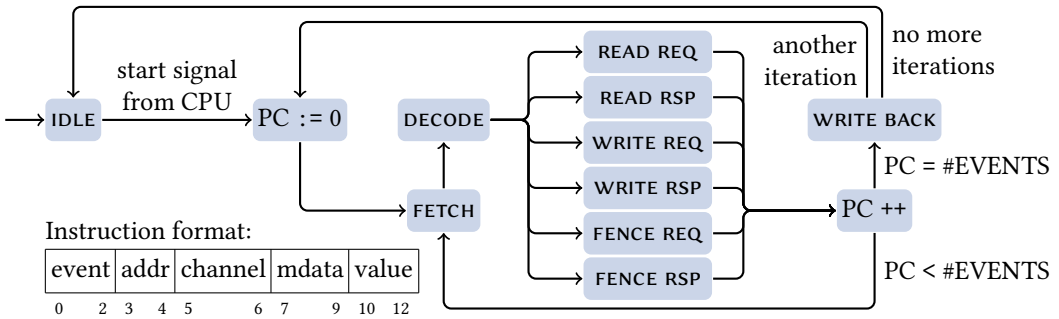 start signal
from CPU
IDLE
PC := 0
DECODE
FETCH
READ REQ
READ RSP
WRITE REQ
WRITE RSP
FENCE REQ
FENCE RSP
another
iteration
no more
iterations
WRITE BACK
PC = #EVENTS
PC ++
PC < #EVENTS
Instruction format:
event addr channel mdata value
0 2 3 4 5 6 7 9 10 12